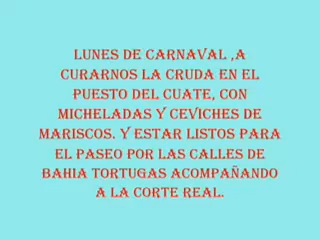 LUNES DE CARNAVAL ,A
CURARNOS LA CRUDA EN EL
PUESTO DEL CUATE, CON
MICHELADAS Y CEVICHES DE
MARISCOS. Y ESTAR LISTOS PARA
EL PASEO POR LAS CALLES DE
BAHIA TORTUGAS ACOMPAÑANDO
A LA CORTE REAL.